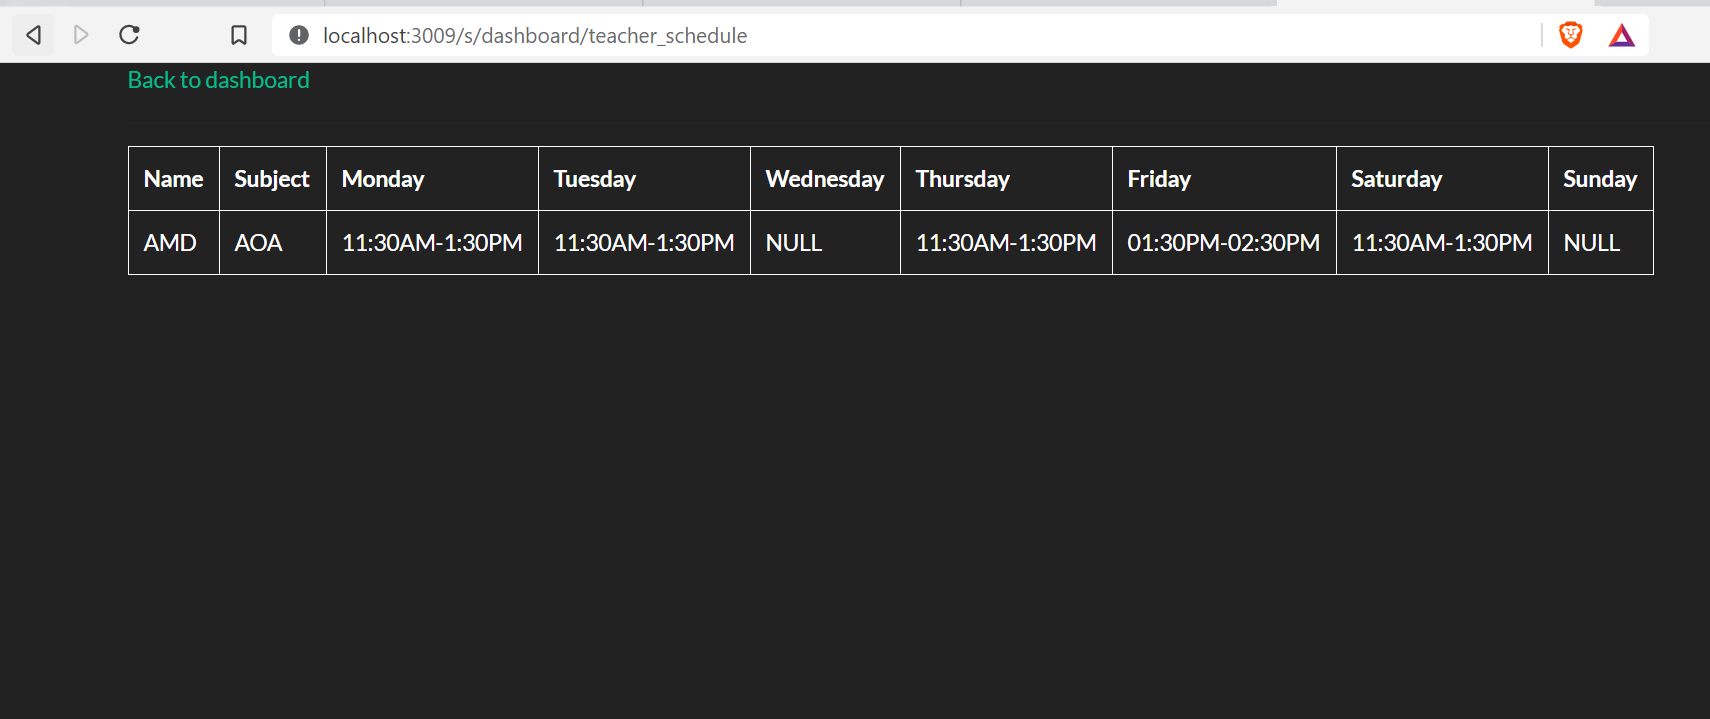 localhost:3009/s/dashboard/teacher_schedule
Back to dashboard
Name Subject Monday Tuesday Wednesday Thursday Friday Saturday Sunday
AMD AOA 11:30AM-1:30PM 11:30AM-1:30PM NULL 11:30AM-1:30PM 01:30PM-02:30PM 11:30AM-1:30PM NULL